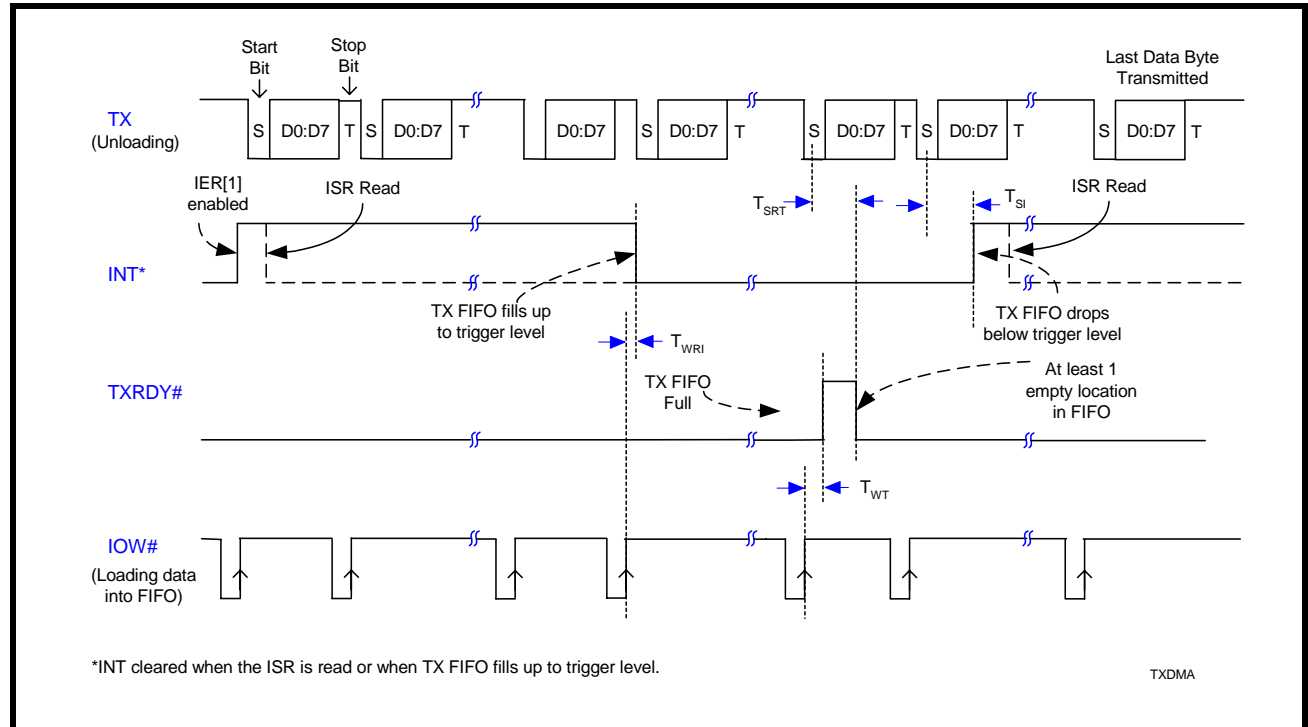 Start
Bit
Stop
Bit
Last Data Byte
Transmitted
TX
(Unloading)
S D0:D7 T S D0:D7 T D0:D7 S D0:D7 T S D0:D7 T S D0:D7 T S D0:D7 T
IER[1]
enabled
ISR Read
TSRT
TSI
ISR Read
INT*
TX FIFO fills up
to trigger level
TX FIFO drops
below trigger level
TWRI
TXRDY#
TX FIFO
Full
At least 1
empty location
in FIFO
TWT
IOW#
(Loading data
into FIFO)
*INT cleared when the ISR is read or when TX FIFO fills up to trigger level.
TXDMA